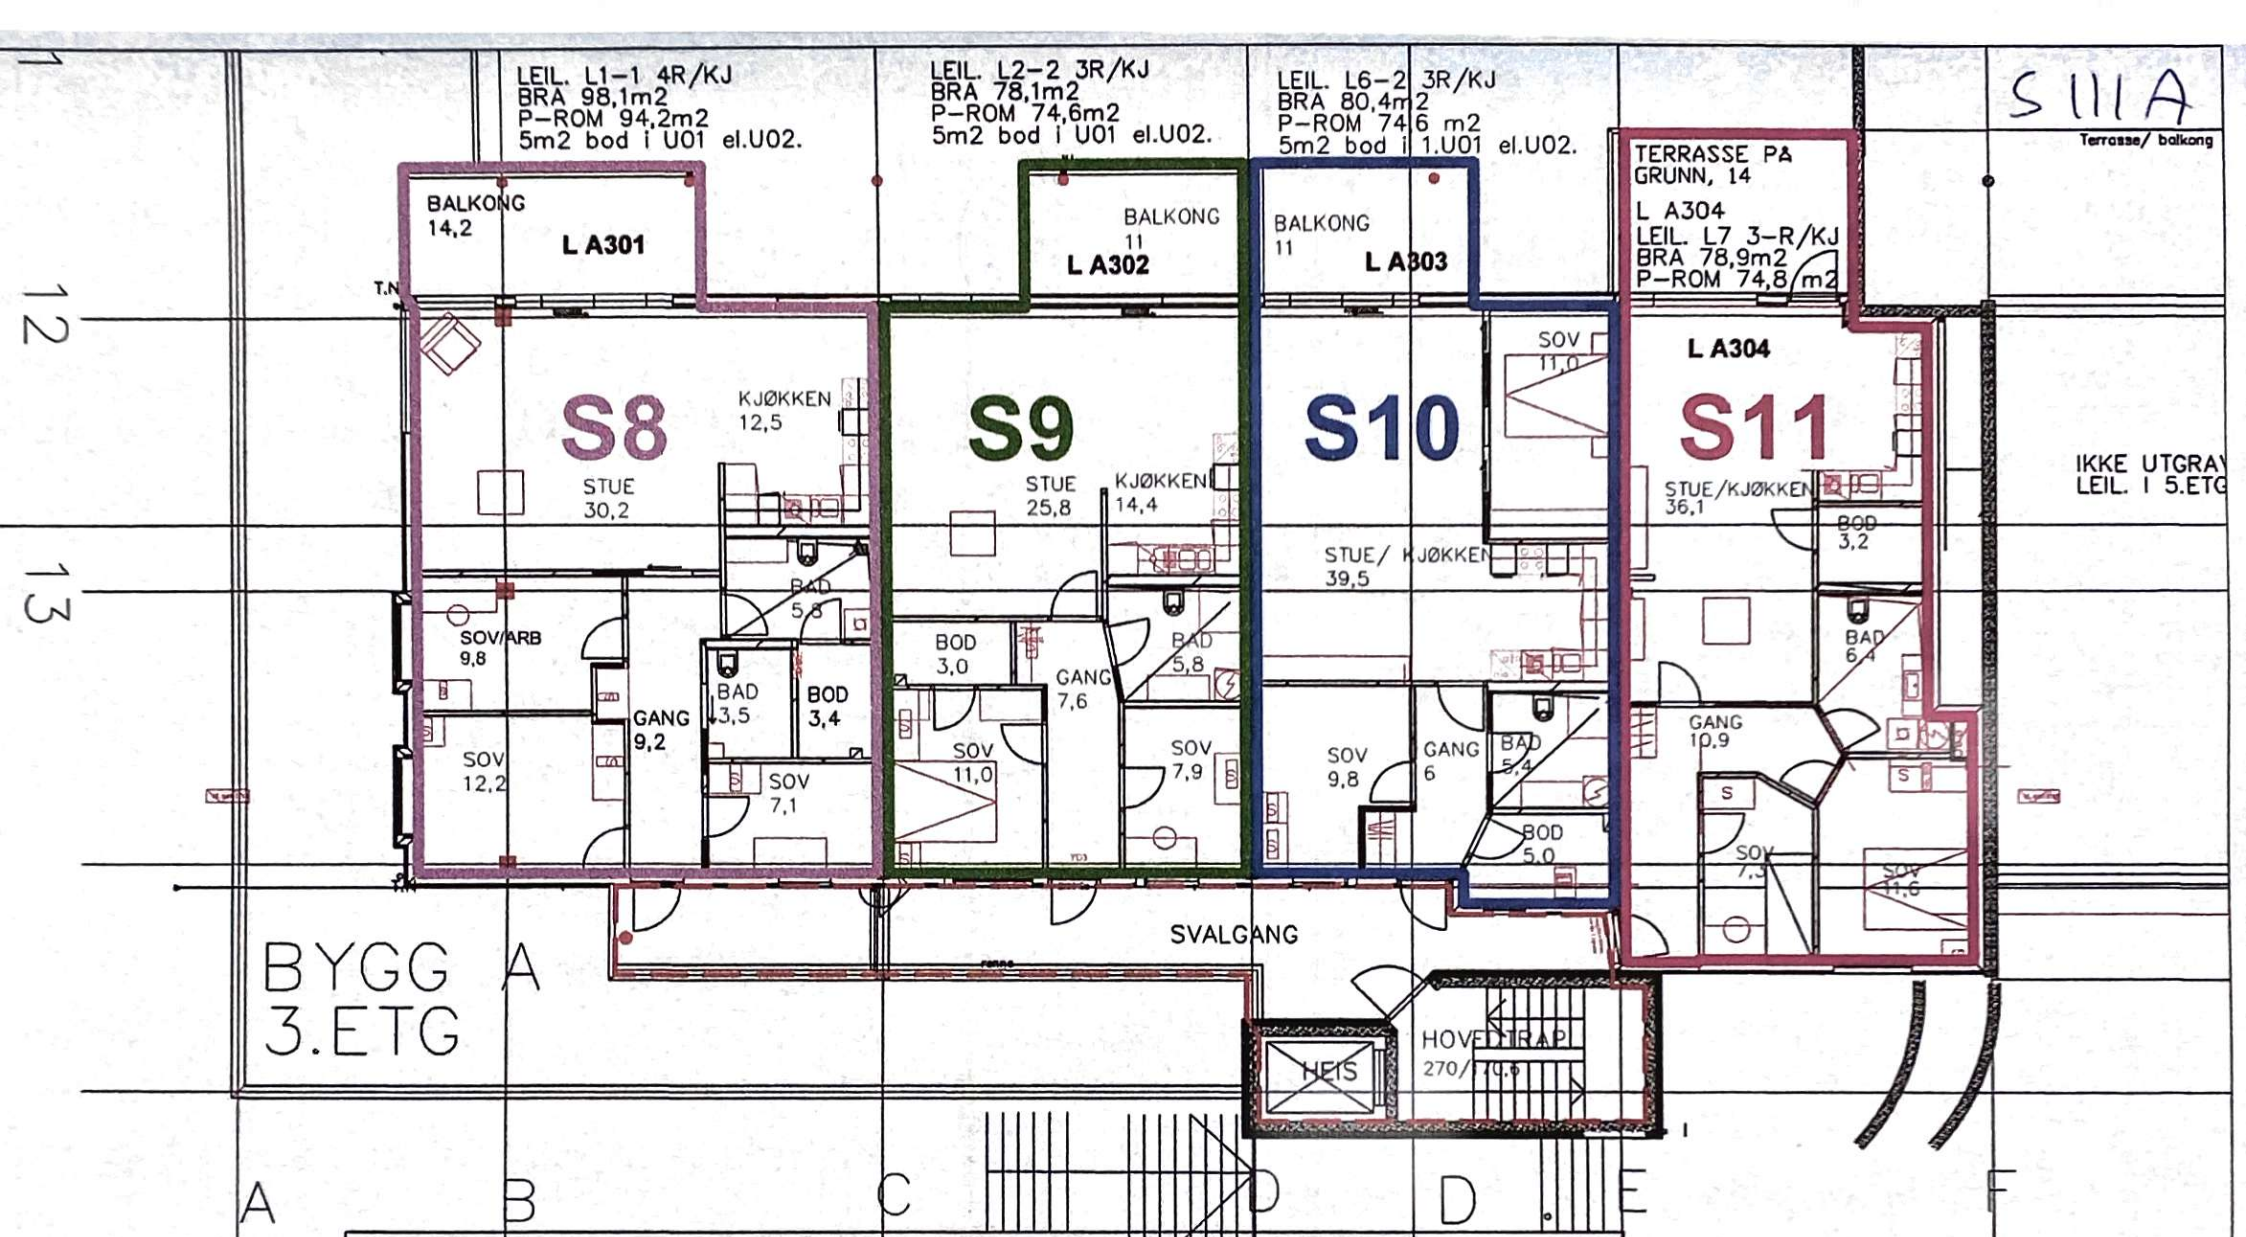 1
S III A
Terrasse/ balkong
LEIL. L1-1 4R/KJ
BRA 98,1m2
P-ROM 94,2m2
5m2 bod i U01 el.U02.
LEIL. L2-2 3R/KJ
BRA 78,1m2
P-ROM 74,6m2
5m2 bod i U01 el.U02.
LEIL. L6-2 3R/KJ
BRA 80,4m2
P-ROM 74,6 m2
5m2 bod i 1.U01 el.U02.
TERRASSE PÅ
GRUNN, 14
L A304
LEIL. L7 3-R/KJ
BRA 78,9m2
P-ROM 74,8 m2
BALKONG
14,2
L A301
BALKONG
11
L A302
BALKONG
11
L A303
T.N
12
L A304
S8
KJØKKEN
12,5
STUE
30,2
S9
STUE
25,8
KJØKKEN
14,4
S10
SOV
11,0
STUE/ KJØKKEN
39,5
S11
STUE/KJØKKEN
36,1
BOD
3,2
IKKE UTGRAV
LEIL. I 5.ETG
13
BAD
5,8
SOV/ARB
9,8
BAD
3,5
BOD
3,4
GANG
9,2
SOV
12,2
SOV
7,1
BOD
3,0
GANG
7,6
BAD
5,8
SOV
11,0
SOV
7,9
SOV
9,8
GANG
6
BAD
5,4
BOD
5,0
BAD
6,4
GANG
10,9
S
S
SOV
7,3
SOV
11,6
SVALGANG
renne
BYGG A
3.ETG
HEIS
HOVEDTRAP
A
B
C
D
D
E
F